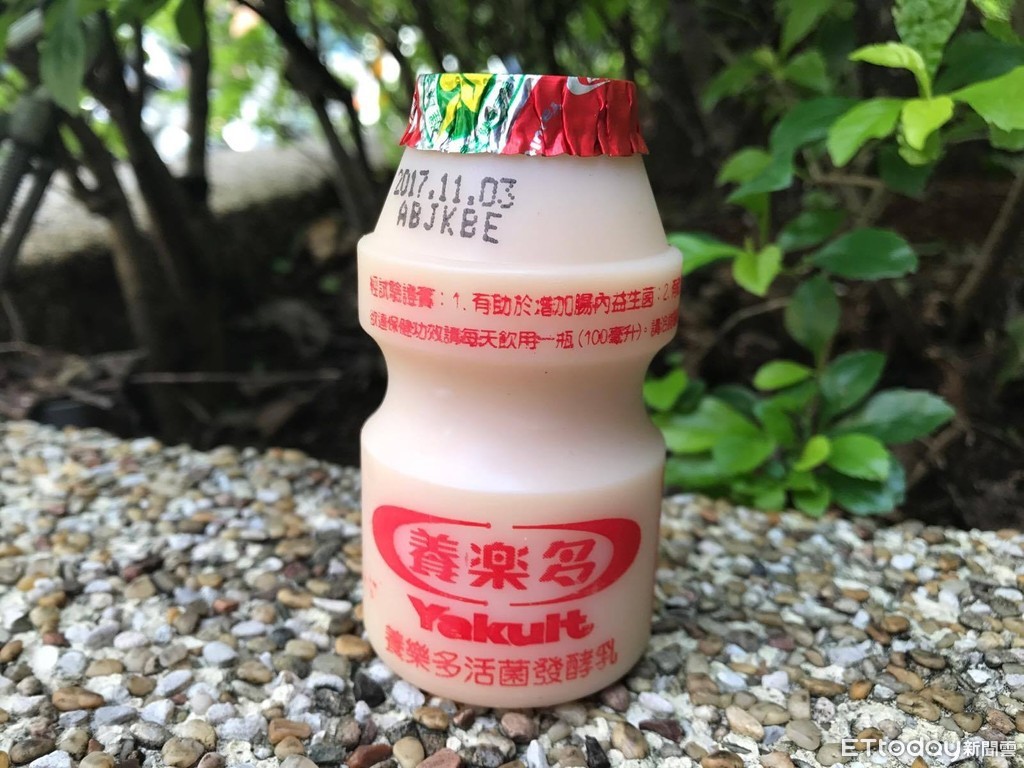 2017.11.03
ABJKBE
經試驗證實：1.有助於增加腸內益生菌；2.
欲達保健功效請每天飲用一瓶(100毫升)，請
養楽多
Yakult
養樂多活菌發酵乳
ETtoday新聞雲